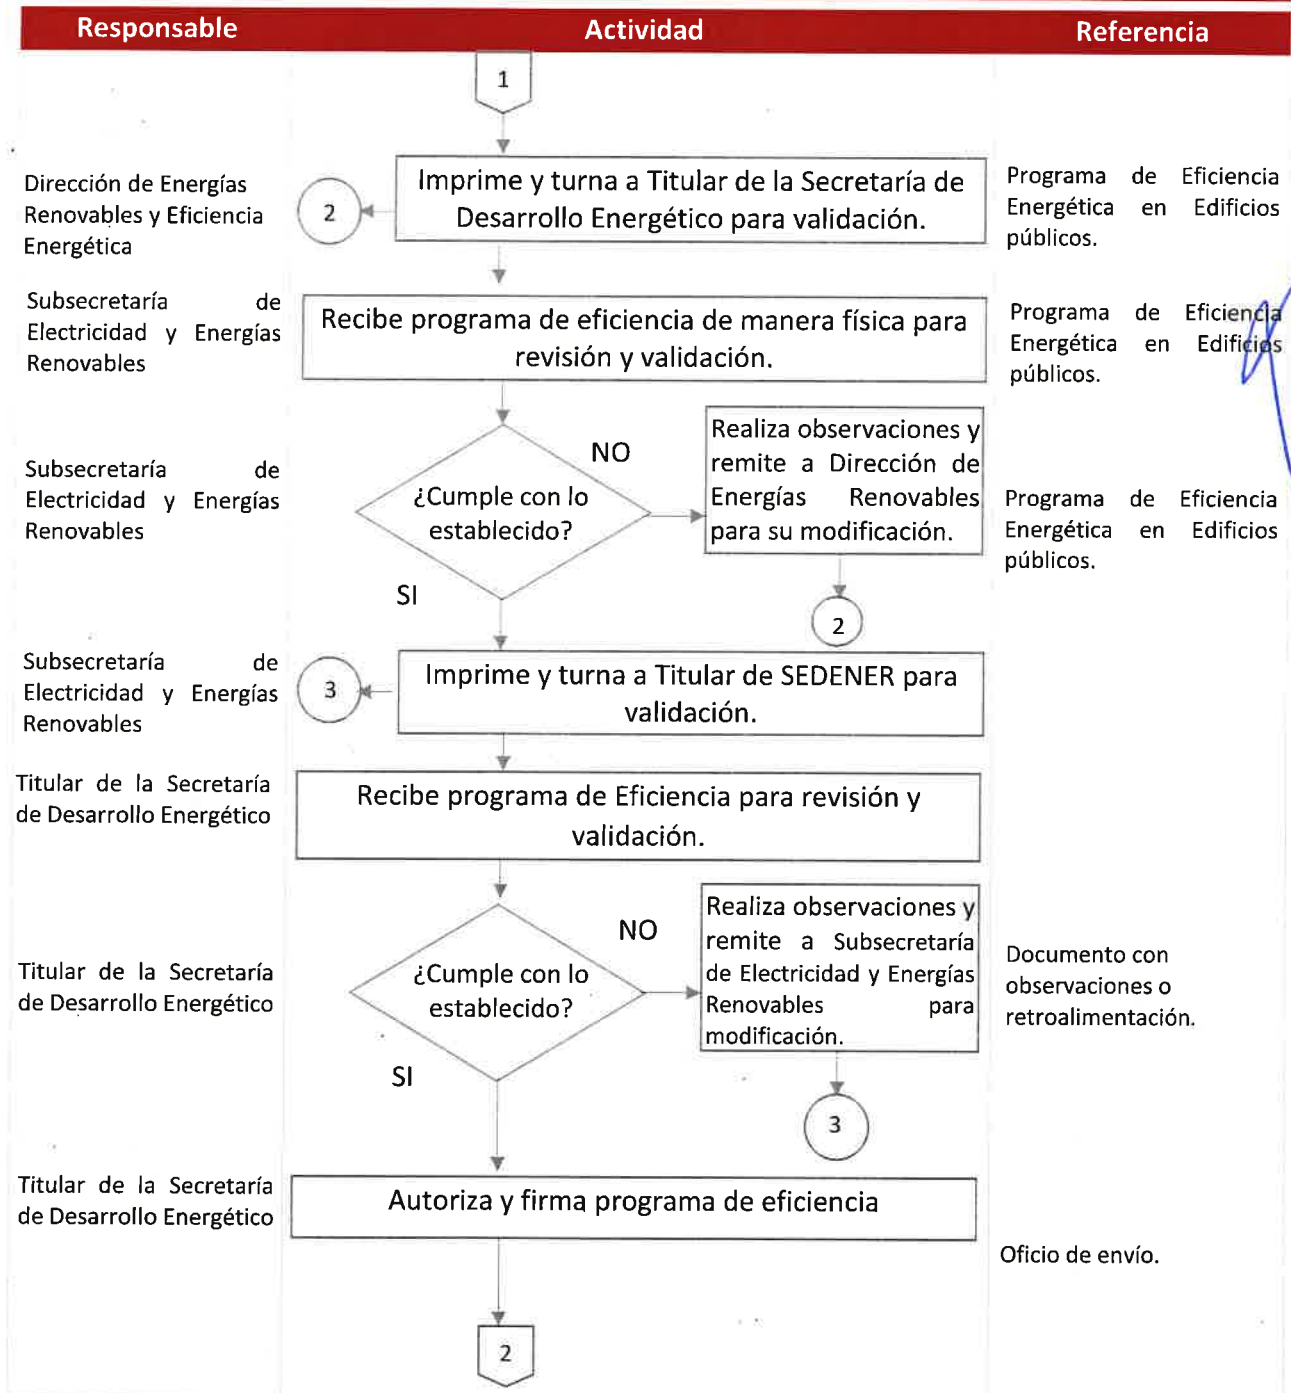 Responsable
Actividad
Referencia
1
Dirección de Energías
Renovables y Eficiencia
Energética
2
Imprime y turna a Titular de la Secretaría de
Desarrollo Energético para validación.
Programa de Eficiencia
Energética en Edificios
públicos.
Subsecretaría de
Electricidad y Energías
Renovables
Recibe programa de eficiencia de manera física para
revisión y validación.
Programa de Eficiencia
Energética en Edificios
públicos.
Subsecretaría de
Electricidad y Energías
Renovables
¿Cumple con lo
establecido?
NO
SI
Realiza observaciones y
remite a Dirección de
Energías Renovables
para su modificación.
2
Programa de Eficiencia
Energética en Edificios
públicos.
Subsecretaría de
Electricidad y Energías
Renovables
3
Imprime y turna a Titular de SEDENER para
validación.
Titular de la Secretaría
de Desarrollo Energético
Recibe programa de Eficiencia para revisión y
validación.
Titular de la Secretaría
de Desarrollo Energético
¿Cumple con lo
establecido?
NO
SI
Realiza observaciones y
remite a Subsecretaría
de Electricidad y Energías
Renovables para
modificación.
3
Documento con
observaciones o
retroalimentación.
Titular de la Secretaría
de Desarrollo Energético
Autoriza y firma programa de eficiencia
Oficio de envío.
2